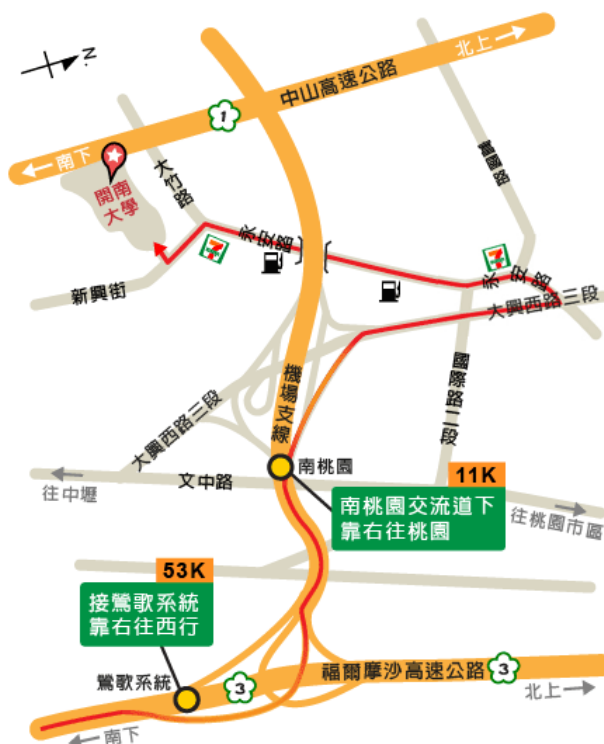 N
北上
中山高速公路
1
南下
開南
大學
大竹路
國富路
永安路
7
7
永安路
新興街
大興西路三段
機場支線
國際路二段
大興西路三段
南桃園
文中路
往中壢
11K
南桃園交流道下
靠右往桃園
往桃園市區
53K
接鶯歌系統
靠右往西行
鶯歌系統
3
福爾摩沙高速公路
3
北上
南下